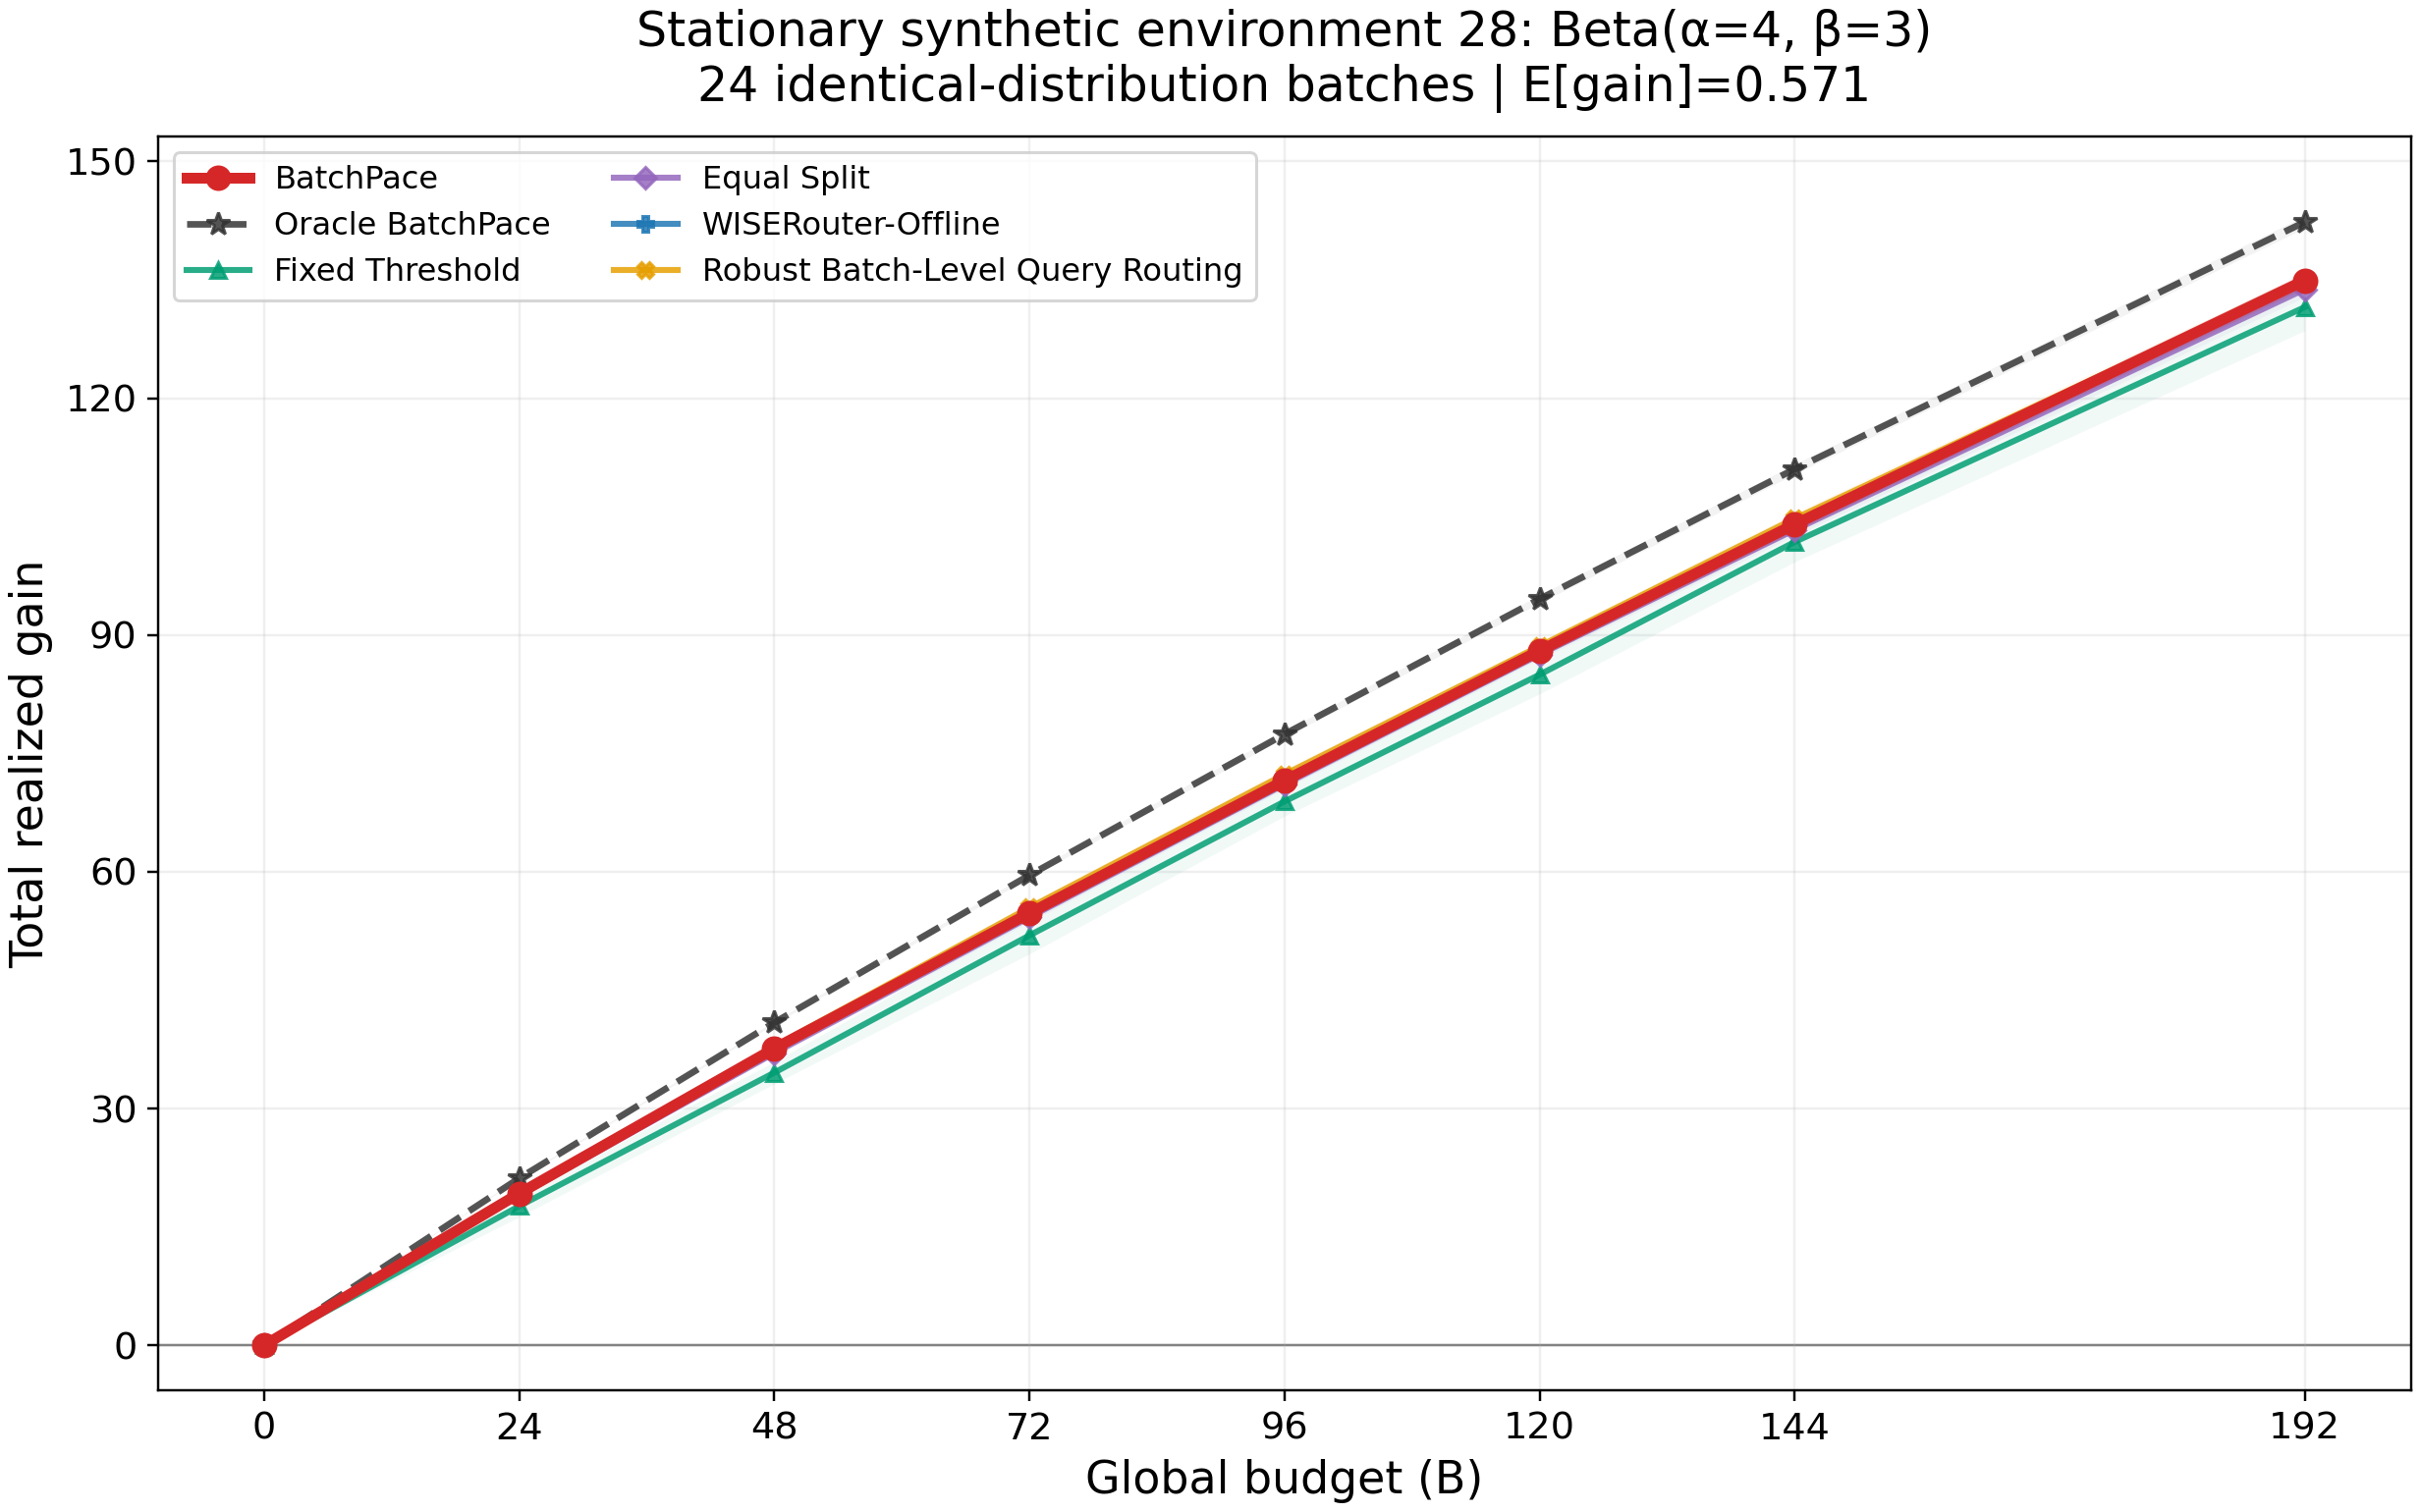 Stationary synthetic environment 28: Beta(α=4, β=3)
24 identical-distribution batches | E[gain]=0.571
BatchPace
Oracle BatchPace
Fixed Threshold
Equal Split
WISERouter-Offline
Robust Batch-Level Query Routing
Total realized gain
150
120
90
60
30
0
0 24 48 72 96 120 144 192
Global budget (B)